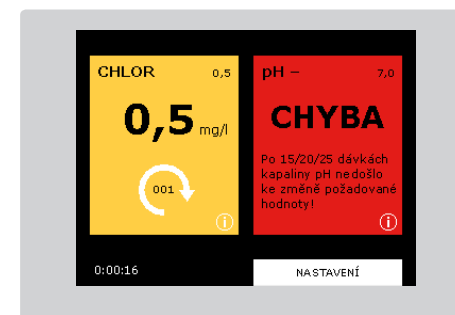 CHLOR 0,5
0,5 mg/l
001
i
pH – 7,0
CHYBA
Po 15/20/25 dávkách
kapaliny pH nedošlo
ke změně požadované
hodnoty!
i
0:00:16
NASTAVENÍ